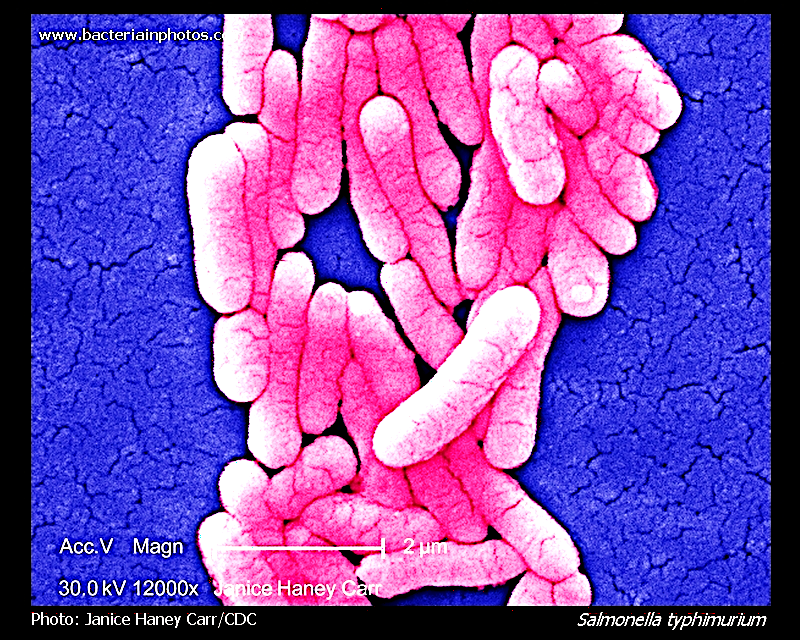 www.bacteriainphotos.c
Acc.V Magn 2 µm
30,0 kV 12000x Janice Haney Carr
Photo: Janice Haney Carr/CDC
Salmonella typhimurium